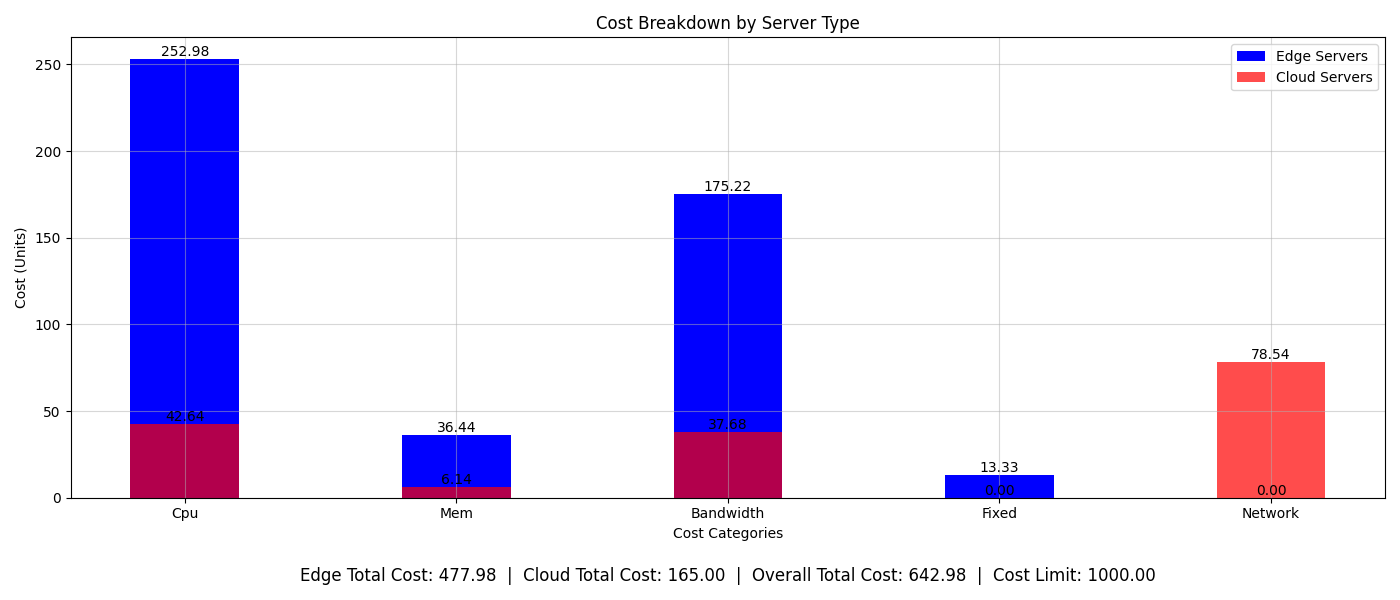 Cost Breakdown by Server Type
Edge Servers
Cloud Servers
Cost (Units)
250
200
150
100
50
0
252.98
42.64
36.44
6.14
175.22
37.68
13.33
0.00
78.54
0.00
Cpu Mem Bandwidth Fixed Network
Cost Categories
Edge Total Cost: 477.98 | Cloud Total Cost: 165.00 | Overall Total Cost: 642.98 | Cost Limit: 1000.00